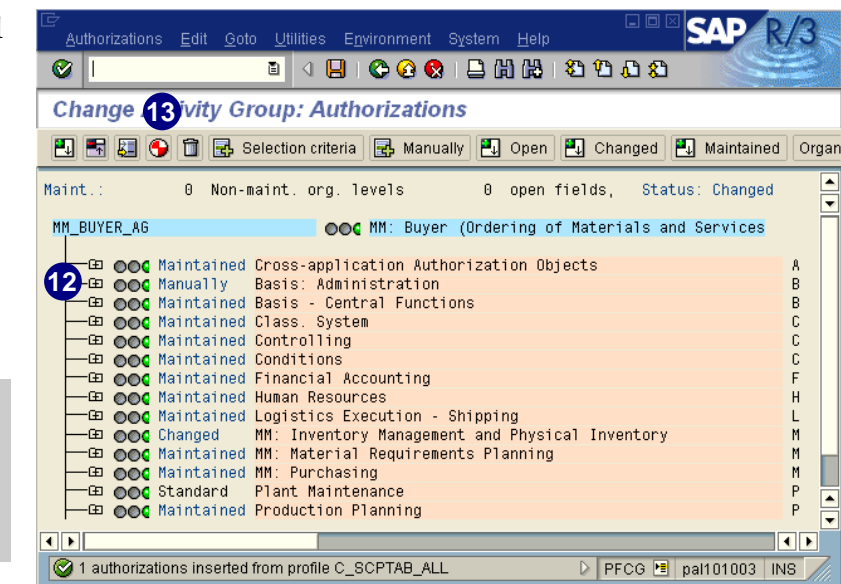 Authorizations Edit Goto Utilities Environment System Help
SAP R/3
Change ivity Group: Authorizations
13
Selection criteria Manually Open Changed Maintained Organ
Maint.: 0 Non-maint. org. levels 0 open fields, Status: Changed
MM_BUYER_AG MM: Buyer (Ordering of Materials and Services
12
Maintained Cross-application Authorization Objects A
Manually Basis: Administration B
Maintained Basis - Central Functions B
Maintained Class. System C
Maintained Controlling C
Maintained Conditions C
Maintained Financial Accounting F
Maintained Human Resources H
Maintained Logistics Execution - Shipping L
Changed MM: Inventory Management and Physical Inventory M
Maintained MM: Material Requirements Planning M
Maintained MM: Purchasing M
Standard Plant Maintenance P
Maintained Production Planning P
1 authorizations inserted from profile C_SCPTAB_ALL PFCG pal101003 INS